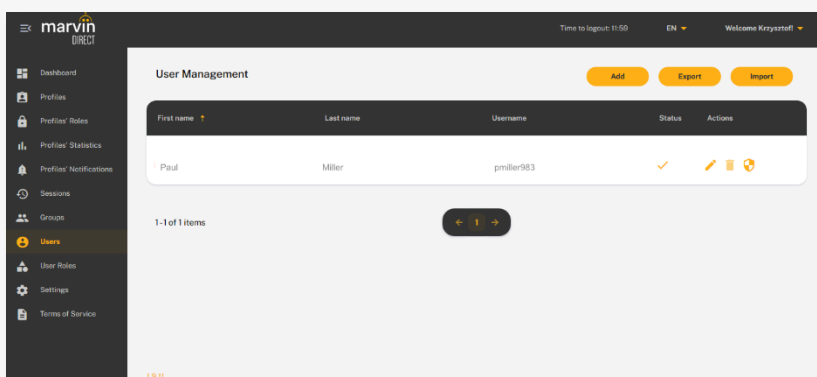 marvin
DIRECT
Time to logout: 11:50
EN
Welcome Krzysztof!
Dashboard
Profiles
Profiles' Roles
Profiles' Statistics
Profiles' Notifications
Sessions
Groups
Users
User Roles
Settings
Terms of Service
User Management
Add
Export
Import
First name
Last name
Username
Status
Actions
Paul
Miller
pmiller983
1-1 of 1 items
1